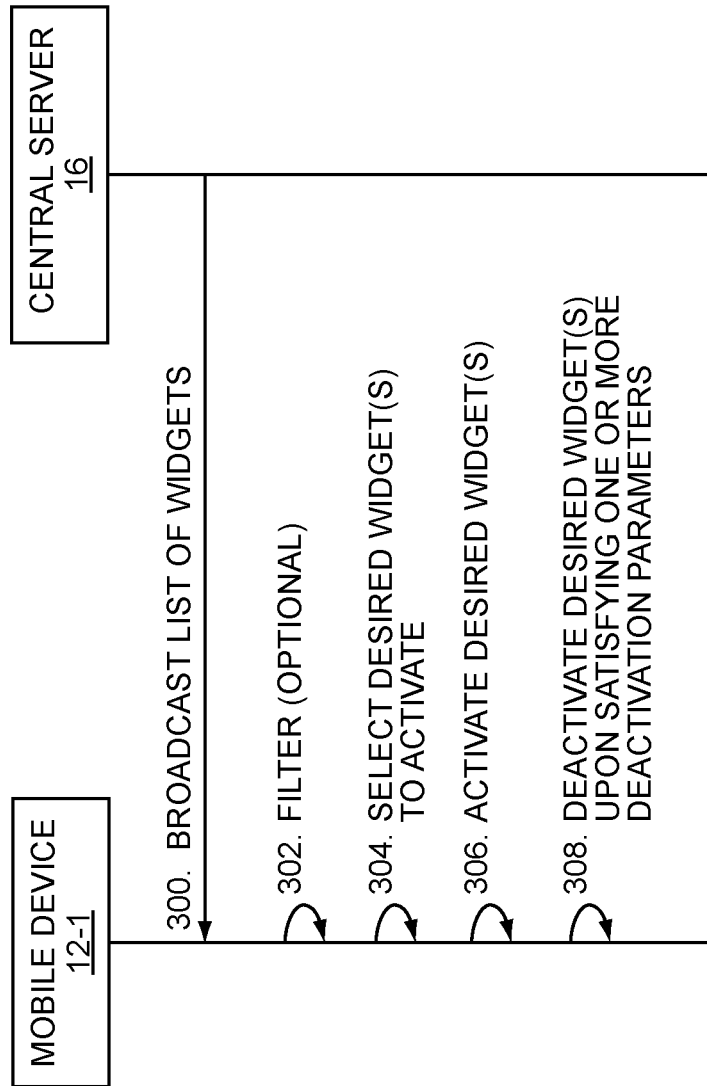 MOBILE DEVICE
12-1
CENTRAL SERVER
16
300. BROADCAST LIST OF WIDGETS
302. FILTER (OPTIONAL)
304. SELECT DESIRED WIDGET(S)
TO ACTIVATE
306. ACTIVATE DESIRED WIDGET(S)
308. DEACTIVATE DESIRED WIDGET(S)
UPON SATISFYING ONE OR MORE
DEACTIVATION PARAMETERS